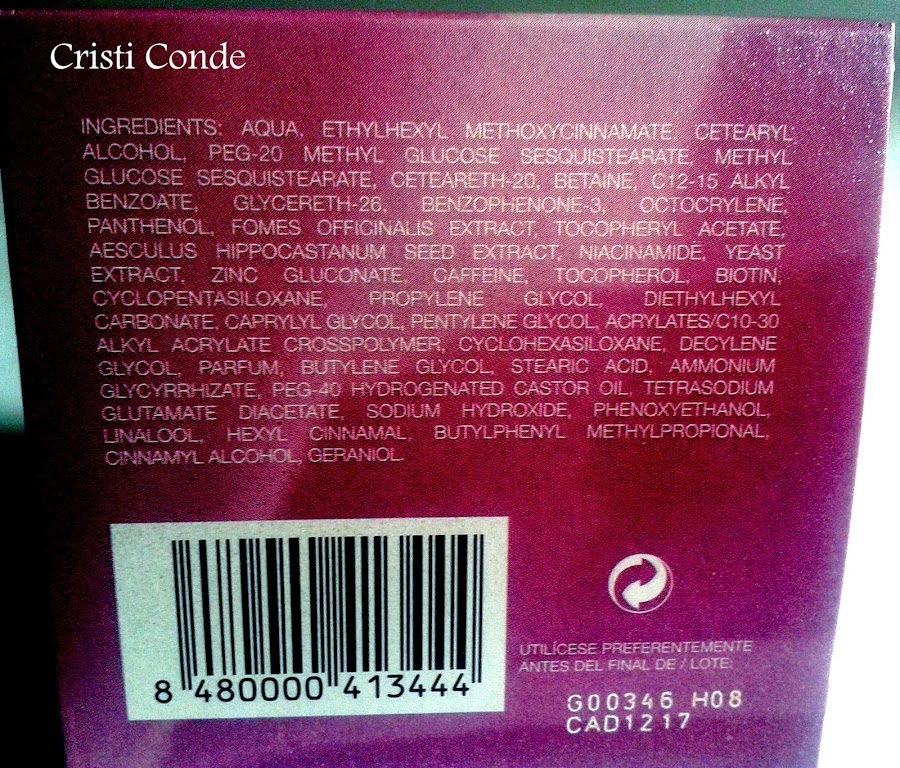 Cristi Conde
INGREDIENTS: AQUA, ETHYLHEXYL METHOXYCINNAMATE. CETEARYL
ALCOHOL, PEG-20 METHYL GLUCOSE SESQUISTEARATE, METHYL
GLUCOSE SESQUISTEARATE, CETEARETH-20, BETAINE, C12-15 ALKYL
BENZOATE, GLYCERETH-26, BENZOPHENONE-3, OCTOCRYLENE,
PANTHENOL, FOMES OFFICINALIS EXTRACT, TOCOPHERYL ACETATE,
AESCULUS HIPPOCASTANUM SEED EXTRACT, NIACINAMIDE, YEAST
EXTRACT, ZINC GLUCONATE, CAFFEINE, TOCOPHEROL, BIOTIN,
CYCLOPENTASILOXANE, PROPYLENE GLYCOL, DIETHYLHEXYL
CARBONATE, CAPRYLYL GLYCOL, PENTYLENE GLYCOL, ACRYLATES/C10-30
ALKYL ACRYLATE CROSSPOLYMER, CYCLOHEXASILOXANE, DECYLENE
GLYCOL, PARFUM, BUTYLENE GLYCOL, STEARIC ACID, AMMONIUM
GLYCYRRHIZATE, PEG-40 HYDROGENATED CASTOR OIL, TETRASODIUM
GLUTAMATE DIACETATE, SODIUM HYDROXIDE, PHENOXYETHANOL,
LINALOOL, HEXYL CINNAMAL, BUTYLPHENYL METHYLPROPIONAL,
CINNAMYL ALCOHOL, GERANIOL.
8 480000 413444
UTILÍCESE PREFERENTEMENTE
ANTES DEL FINAL DE / LOTE:
G00346 H08
CAD1217